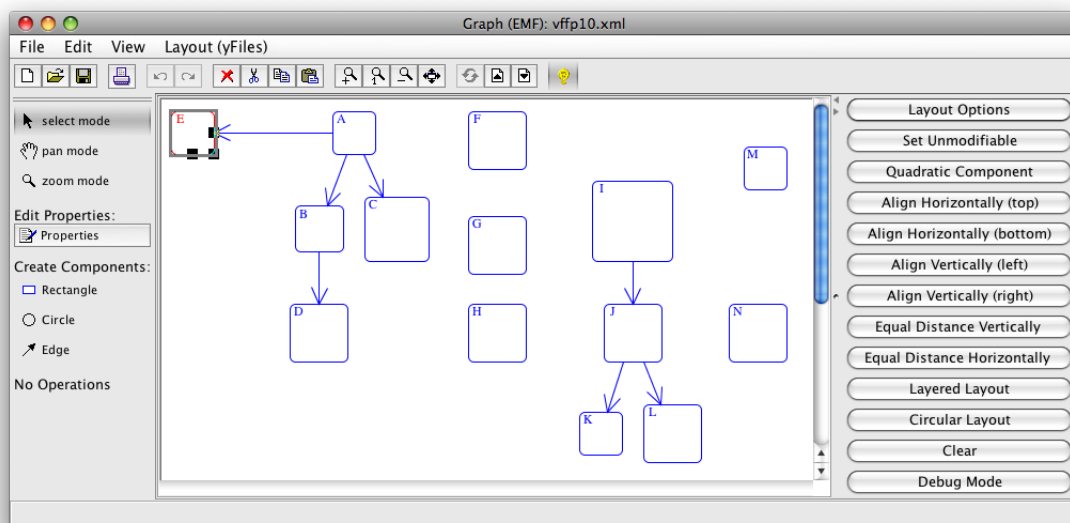 Graph (EMF): vffp10.xml
File Edit View Layout (yFiles)
select mode
pan mode
zoom mode
Edit Properties:
Properties
Create Components:
Rectangle
Circle
Edge
No Operations
E
A
F
M
I
B
C
G
D
H
J
N
K
L
Layout Options
Set Unmodifiable
Quadratic Component
Align Horizontally (top)
Align Horizontally (bottom)
Align Vertically (left)
Align Vertically (right)
Equal Distance Vertically
Equal Distance Horizontally
Layered Layout
Circular Layout
Clear
Debug Mode